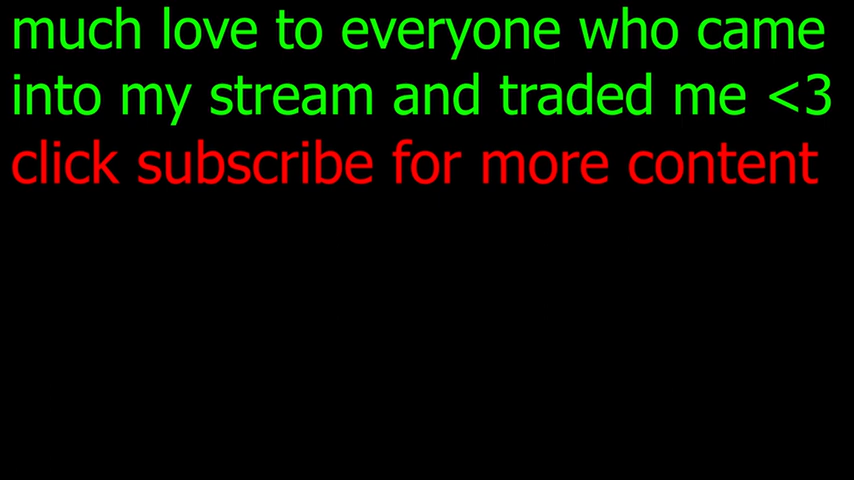 much love to everyone who came
into my stream and traded me <3
click subscribe for more content